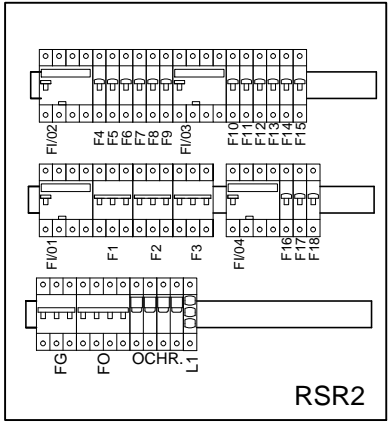 FI/02 F4 F5 F6 F7 F8 F9 FI/03 F10 F11 F12 F13 F14 F15
FI/01 F1 F2 F3 FI/04 F16 F17 F18
FG FO OCHR. L1
RSR2